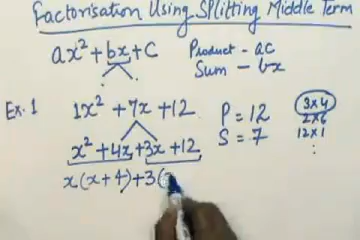 Factorisation Using Splitting Middle Term
ax² + bx + c
Product - ac
Sum - bx
Ex. 1
1x² + 7x + 12
P = 12
S = 7
3x4
2x6
12x1
⋮
x² + 4x + 3x + 12
x(x+4)+3(